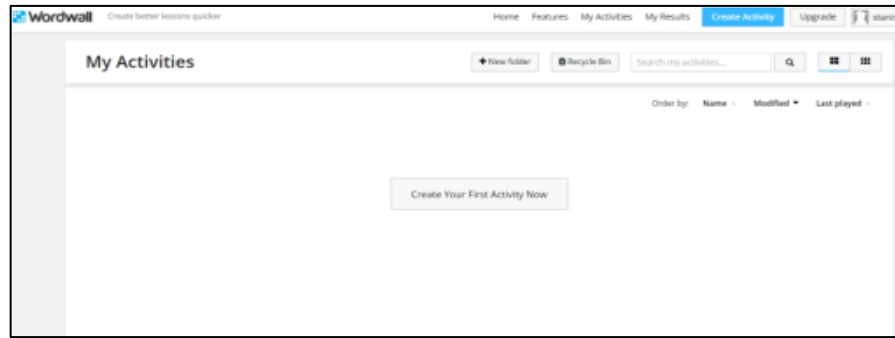 Wordwall Create better lessons quicker Home Features My Activities My Results Create Activity Upgrade
My Activities New folder Recycle Bin Search my activities...
Order by: Name Modified Last played
Create Your First Activity Now